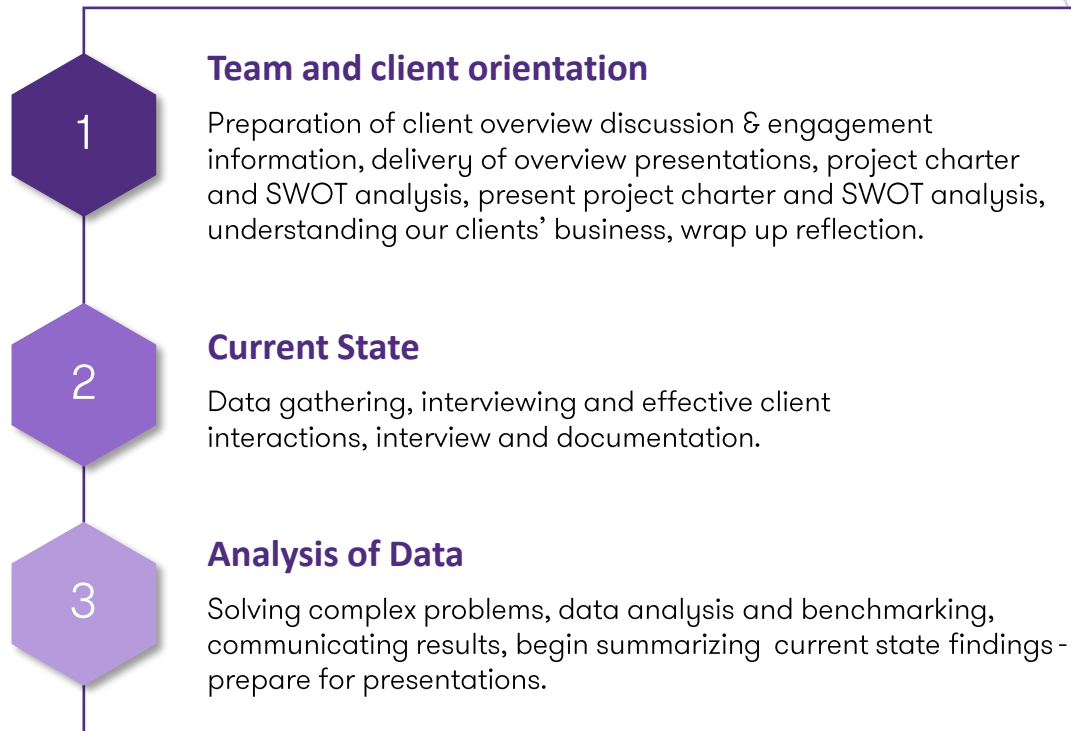 1
Team and client orientation
Preparation of client overview discussion & engagement
information, delivery of overview presentations, project charter
and SWOT analysis, present project charter and SWOT analysis,
understanding our clients’ business, wrap up reflection.
2
Current State
Data gathering, interviewing and effective client
interactions, interview and documentation.
3
Analysis of Data
Solving complex problems, data analysis and benchmarking,
communicating results, begin summarizing  current state findings -
prepare for presentations.